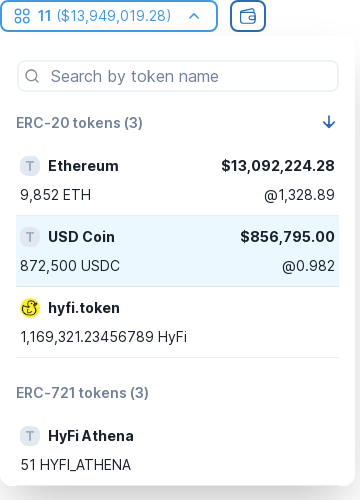 11 ($13,949,019.28)
Search by token name
ERC-20 tokens (3)
T Ethereum $13,092,224.28
9,852 ETH @1,328.89
T USD Coin $856,795.00
872,500 USDC @0.982
hyfi.token
1,169,321.23456789 HyFi
ERC-721 tokens (3)
T HyFi Athena
51 HYFI_ATHENA